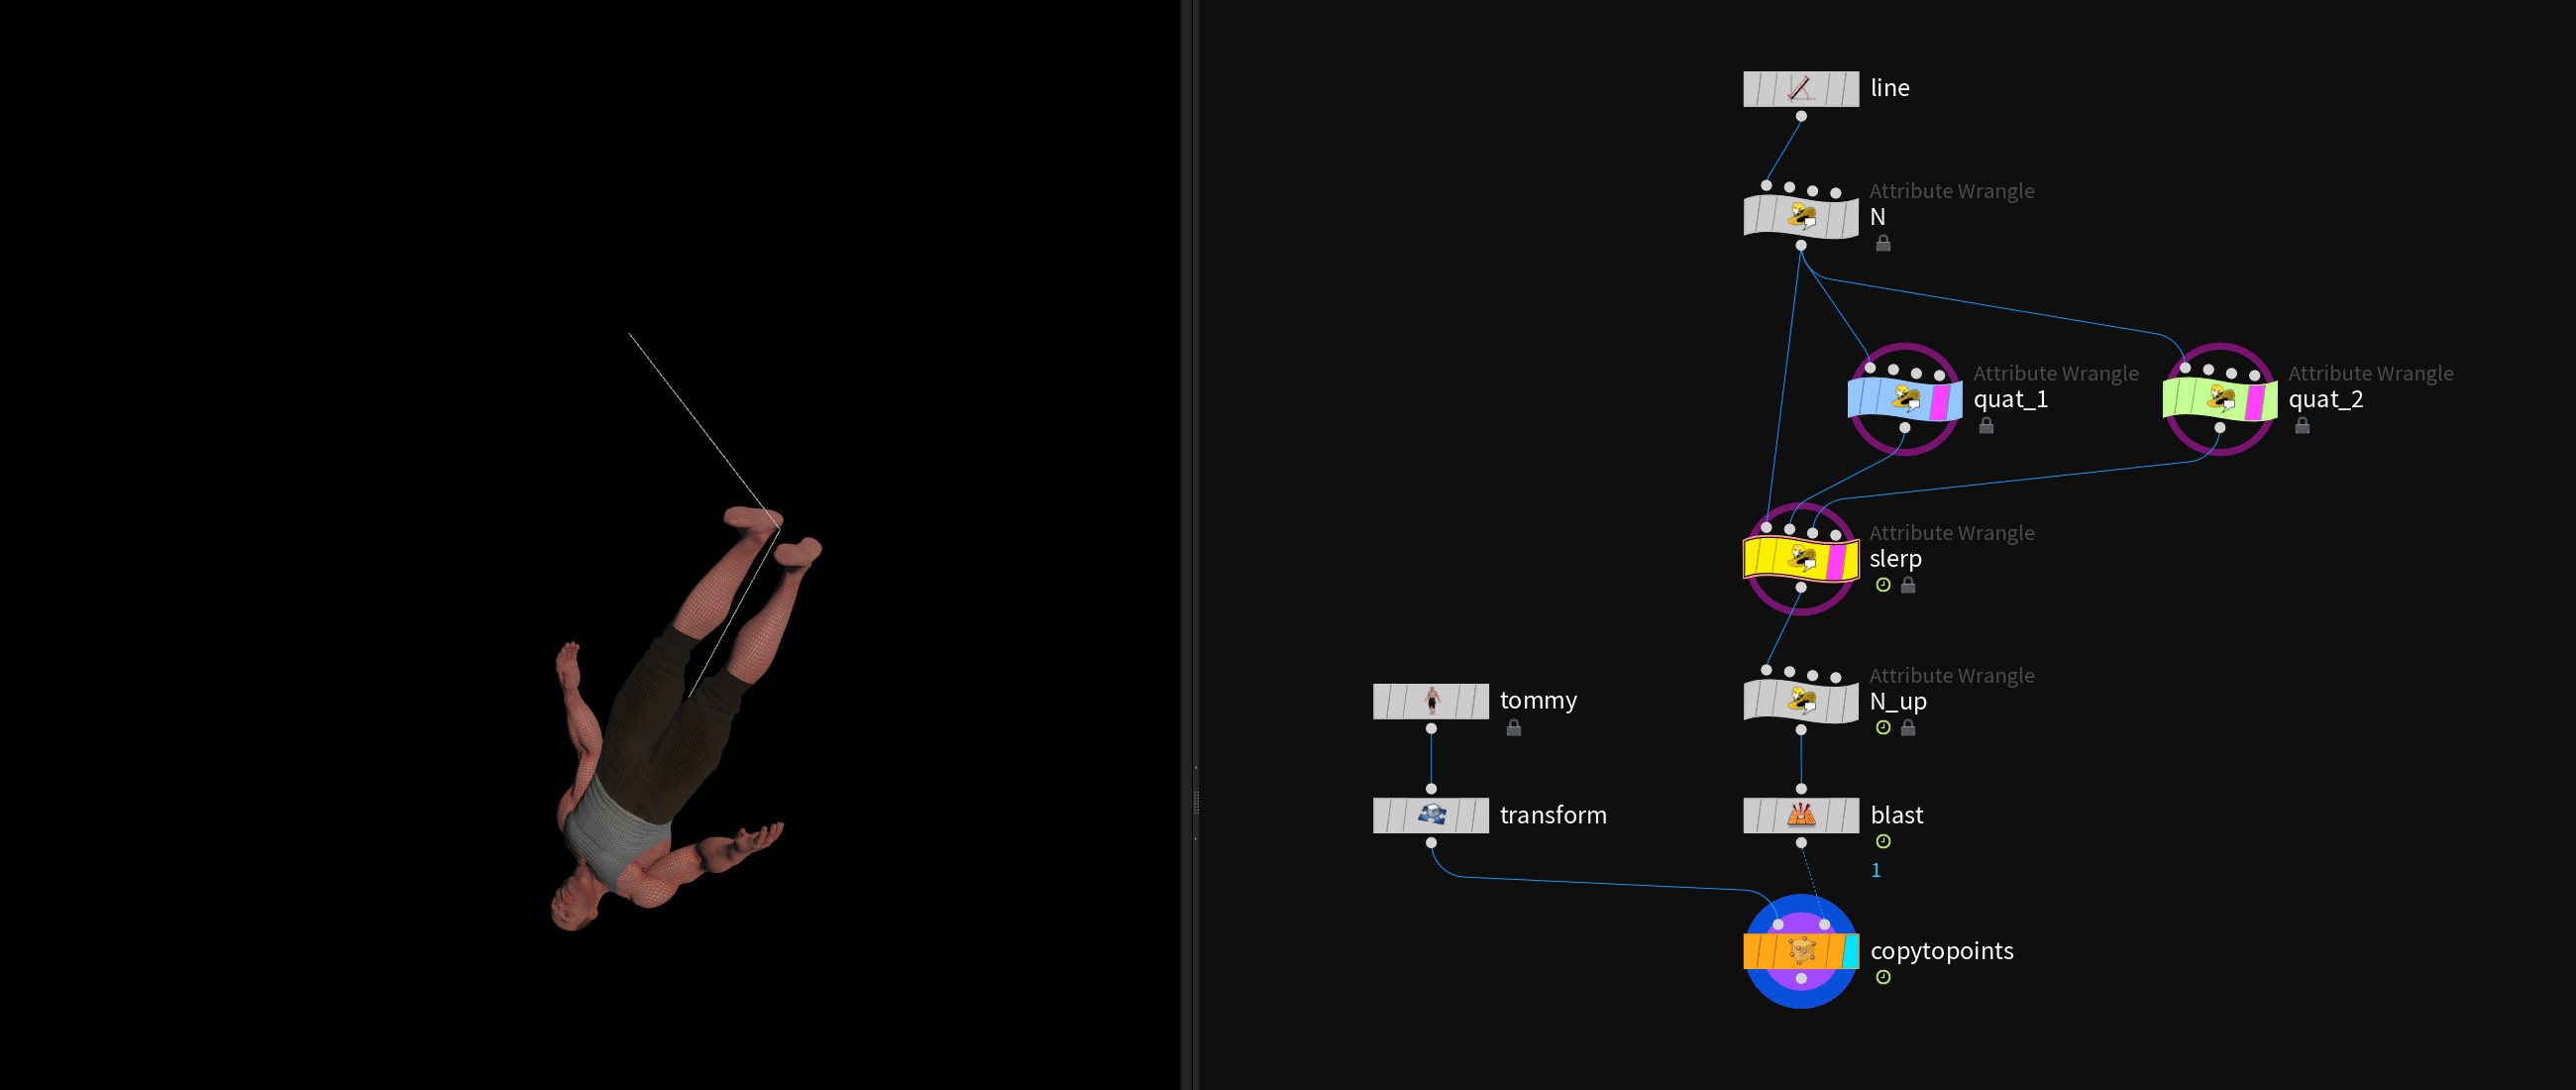 line
Attribute Wrangle
N
Attribute Wrangle
quat_1
Attribute Wrangle
quat_2
Attribute Wrangle
slerp
Attribute Wrangle
N_up
tommy
transform
blast
1
copytopoints